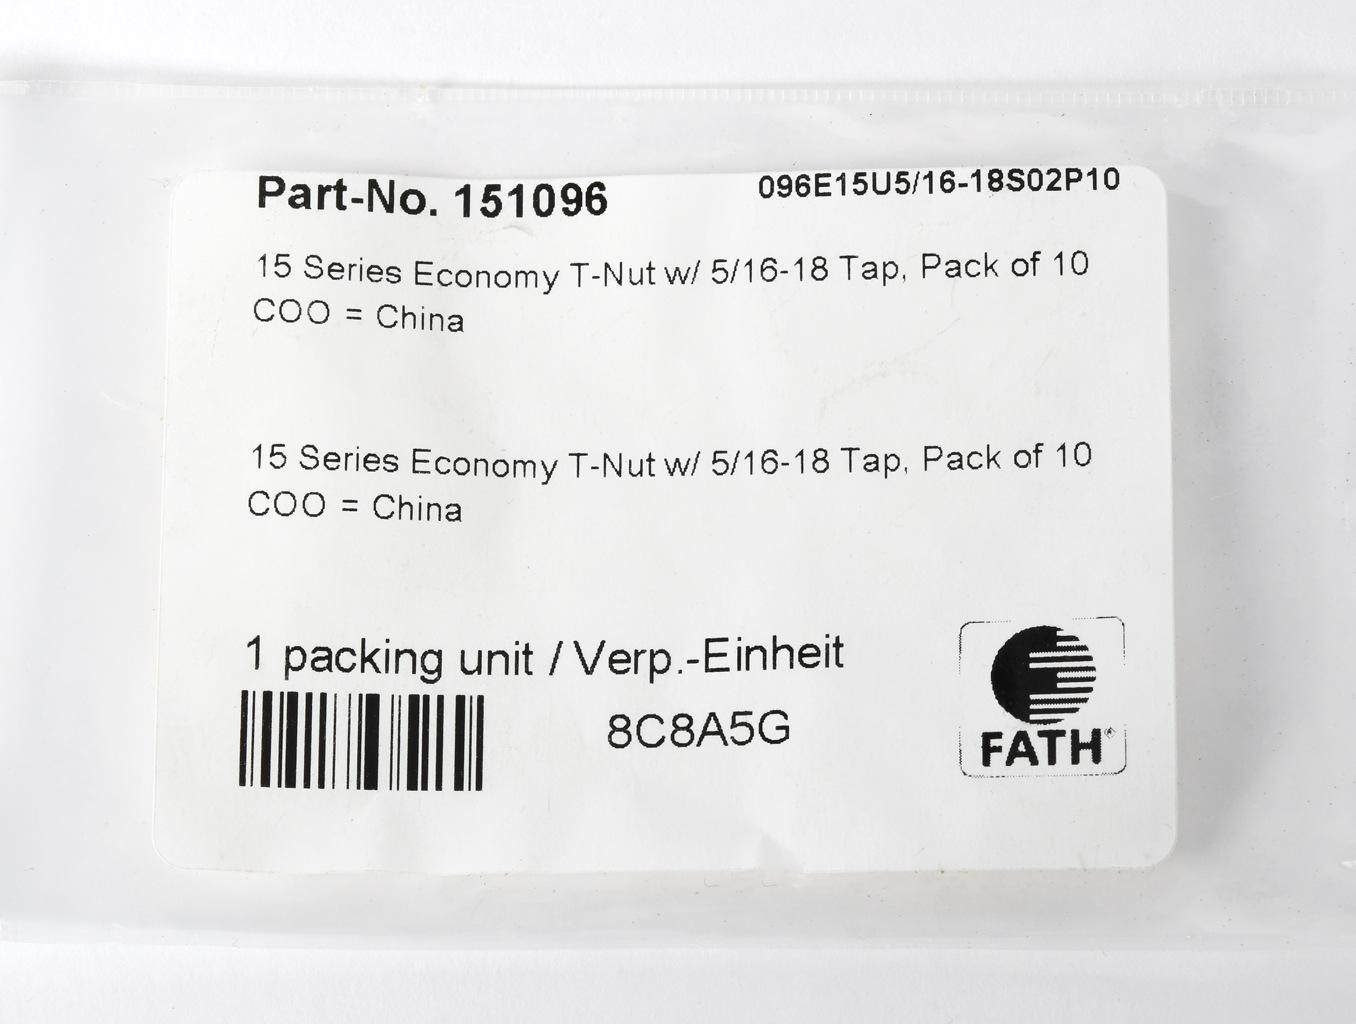 Part-No. 151096 096E15U5/16-18S02P10
15 Series Economy T-Nut w/ 5/16-18 Tap, Pack of 10
COO = China
15 Series Economy T-Nut w/ 5/16-18 Tap, Pack of 10
COO = China
1 packing unit / Verp.-Einheit
8C8A5G
FATH®